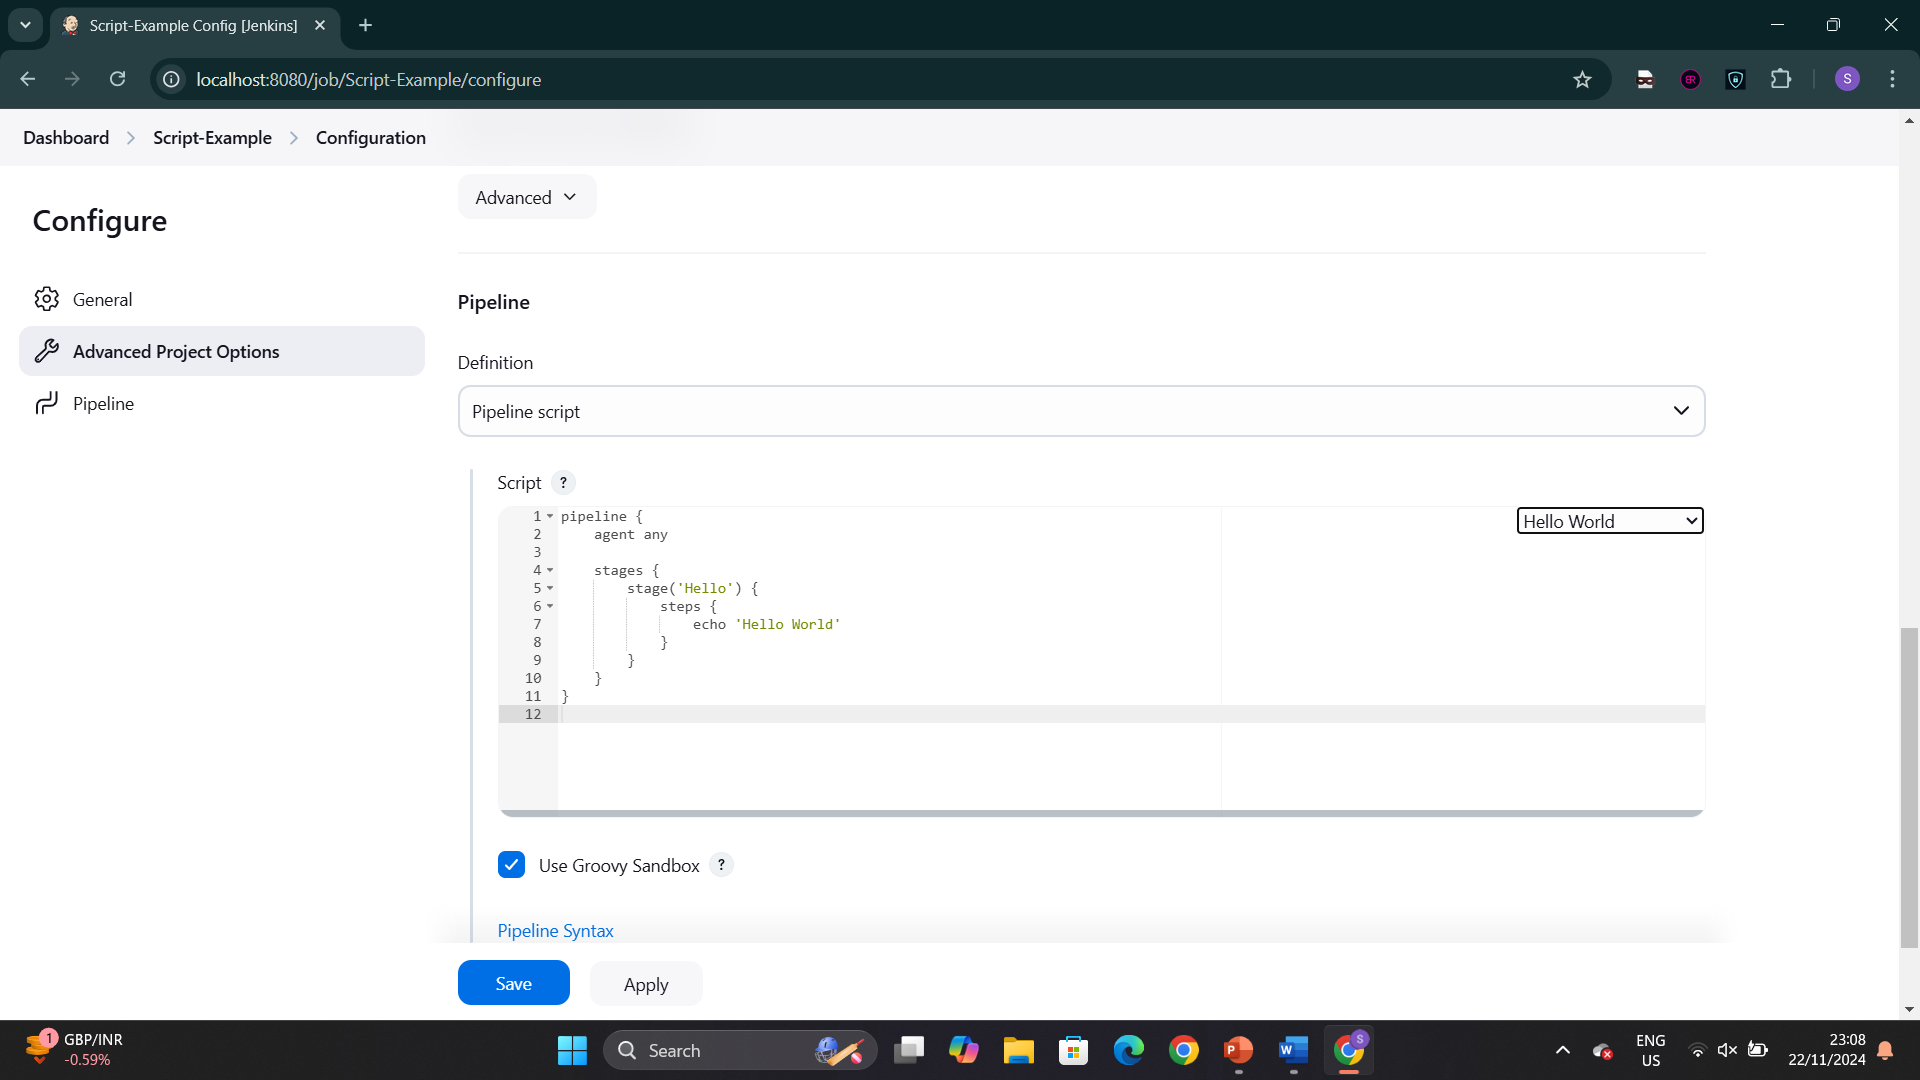 Script-Example Config [Jenkins]
localhost:8080/job/Script-Example/configure
S
Dashboard
Script-Example
Configuration
Configure
General
Advanced Project Options
Pipeline
Advanced
Pipeline
Definition
Pipeline script
Script ?
Hello World
1 pipeline {
2     agent any
3
4     stages {
5         stage('Hello') {
6             steps {
7                 echo 'Hello World'
8             }
9         }
10     }
11 }
12
Use Groovy Sandbox ?
Pipeline Syntax
Save
Apply
1
GBP/INR
-0.59%
Search
P
W
S
ENG
US
23:08
22/11/2024